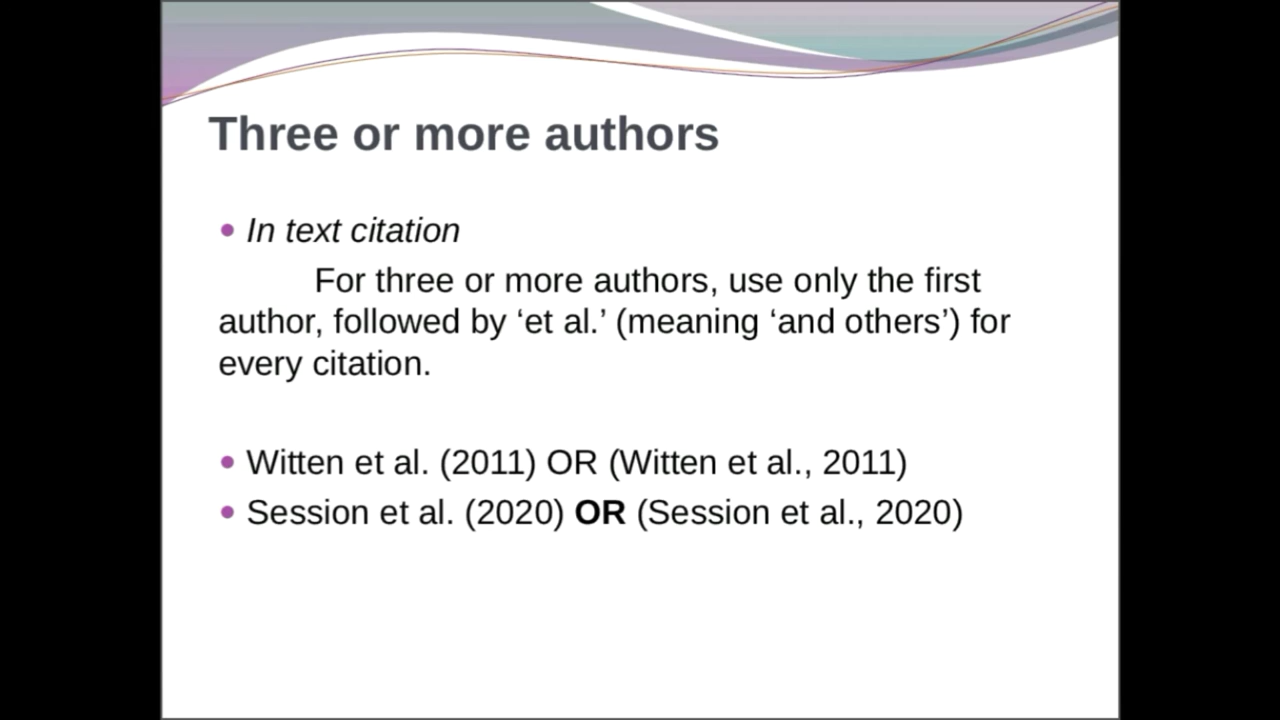 Three or more authors
• In text citation
For three or more authors, use only the first
author, followed by ‘et al.’ (meaning ‘and others’) for
every citation.
• Witten et al. (2011) OR (Witten et al., 2011)
• Session et al. (2020) OR (Session et al., 2020)